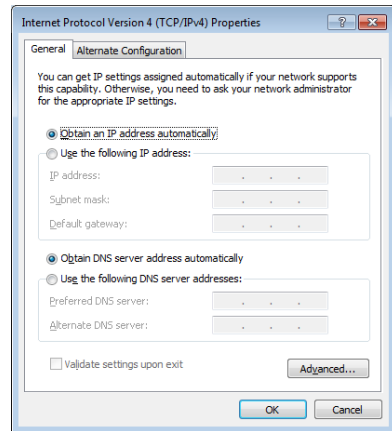 Internet Protocol Version 4 (TCP/IPv4) Properties
General
Alternate Configuration
You can get IP settings assigned automatically if your network supports
this capability. Otherwise, you need to ask your network administrator
for the appropriate IP settings.
Obtain an IP address automatically
Use the following IP address:
IP address:
Subnet mask:
Default gateway:
Obtain DNS server address automatically
Use the following DNS server addresses:
Preferred DNS server:
Alternate DNS server:
Validate settings upon exit
Advanced...
OK
Cancel